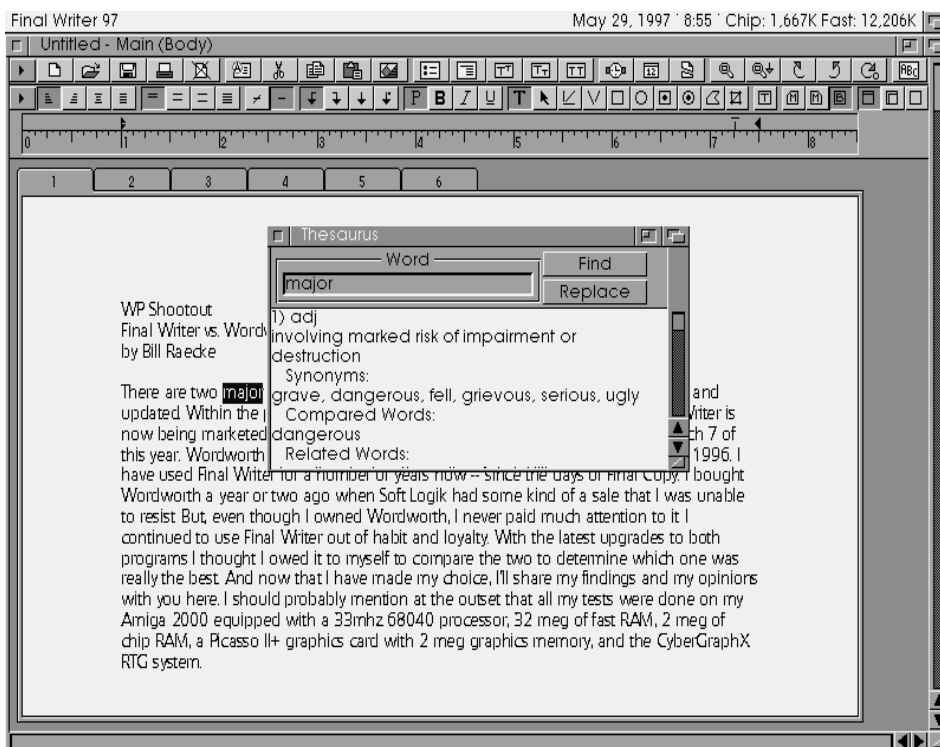 Final Writer 97 May 29, 1997 8:55 Chip: 1,667K Fast: 12,206K
Untitled - Main (Body)
12 ABC
P B I U T
0 1 2 3 4 5 6 7 8
1 2 3 4 5 6
Thesaurus
Word
major
Find
Replace
1) adj
involving marked risk of impairment or
destruction
Synonyms:
grave, dangerous, fell, grievous, serious, ugly
Compared Words:
dangerous
Related Words:
WP Shootout
Final Writer vs.
by Bill Raecke
There are two major and
updated. Within the is
now being marketed 7 of
this year. Wordworth 1996. I
have used Final Writer for a number of years now -- since the days of Final Copy. I bought
Wordworth a year or two ago when Soft Logik had some kind of a sale that I was unable
to resist But, even though I owned Wordworth, I never paid much attention to it I
continued to use Final Writer out of habit and loyalty. With the latest upgrades to both
programs I thought I owed it to myself to compare the two to determine which one was
really the best. And now that I have made my choice, I'll share my findings and my opinions
with you here. I should probably mention at the outset that all my tests were done on my
Amiga 2000 equipped with a 33mhz 68040 processor, 32 meg of fast RAM, 2 meg of
chip RAM, a Picasso II+ graphics card with 2 meg graphics memory, and the CyberGraphX
RTG system.